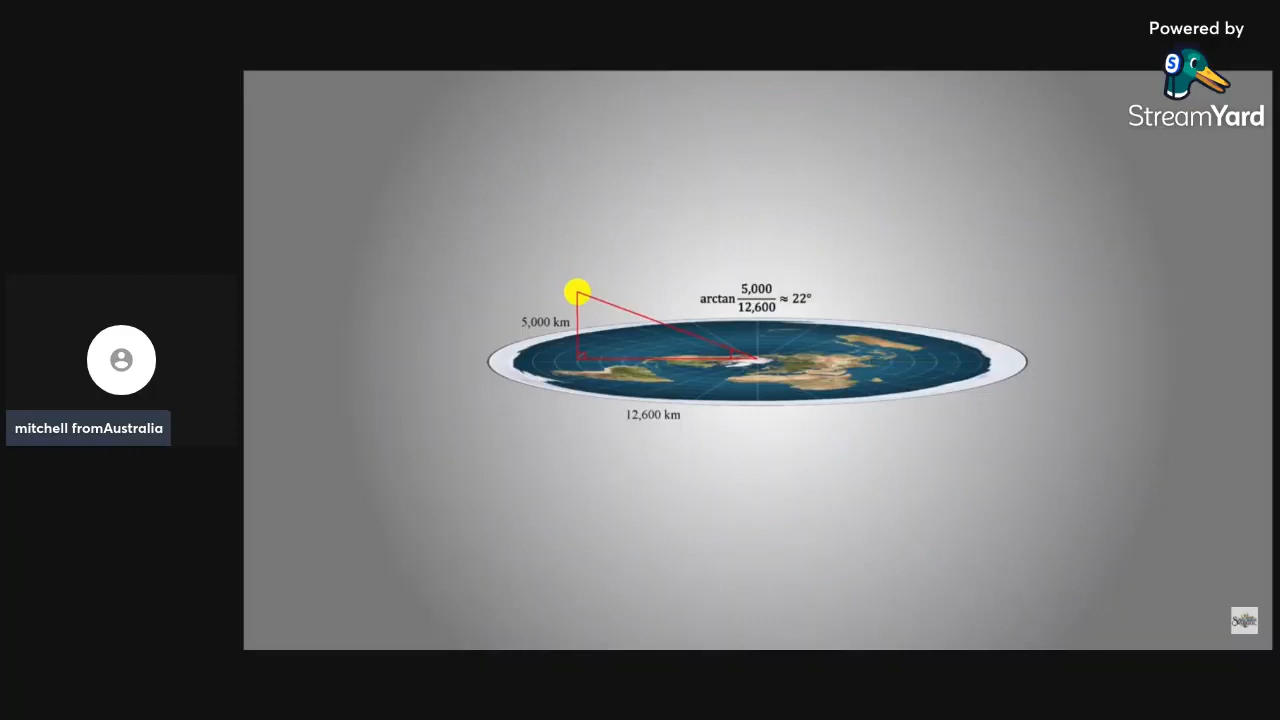 Powered by
S
StreamYard
5,000
arctan ≈ 22°
12,600
5,000 km
12,600 km
mitchell fromAustralia